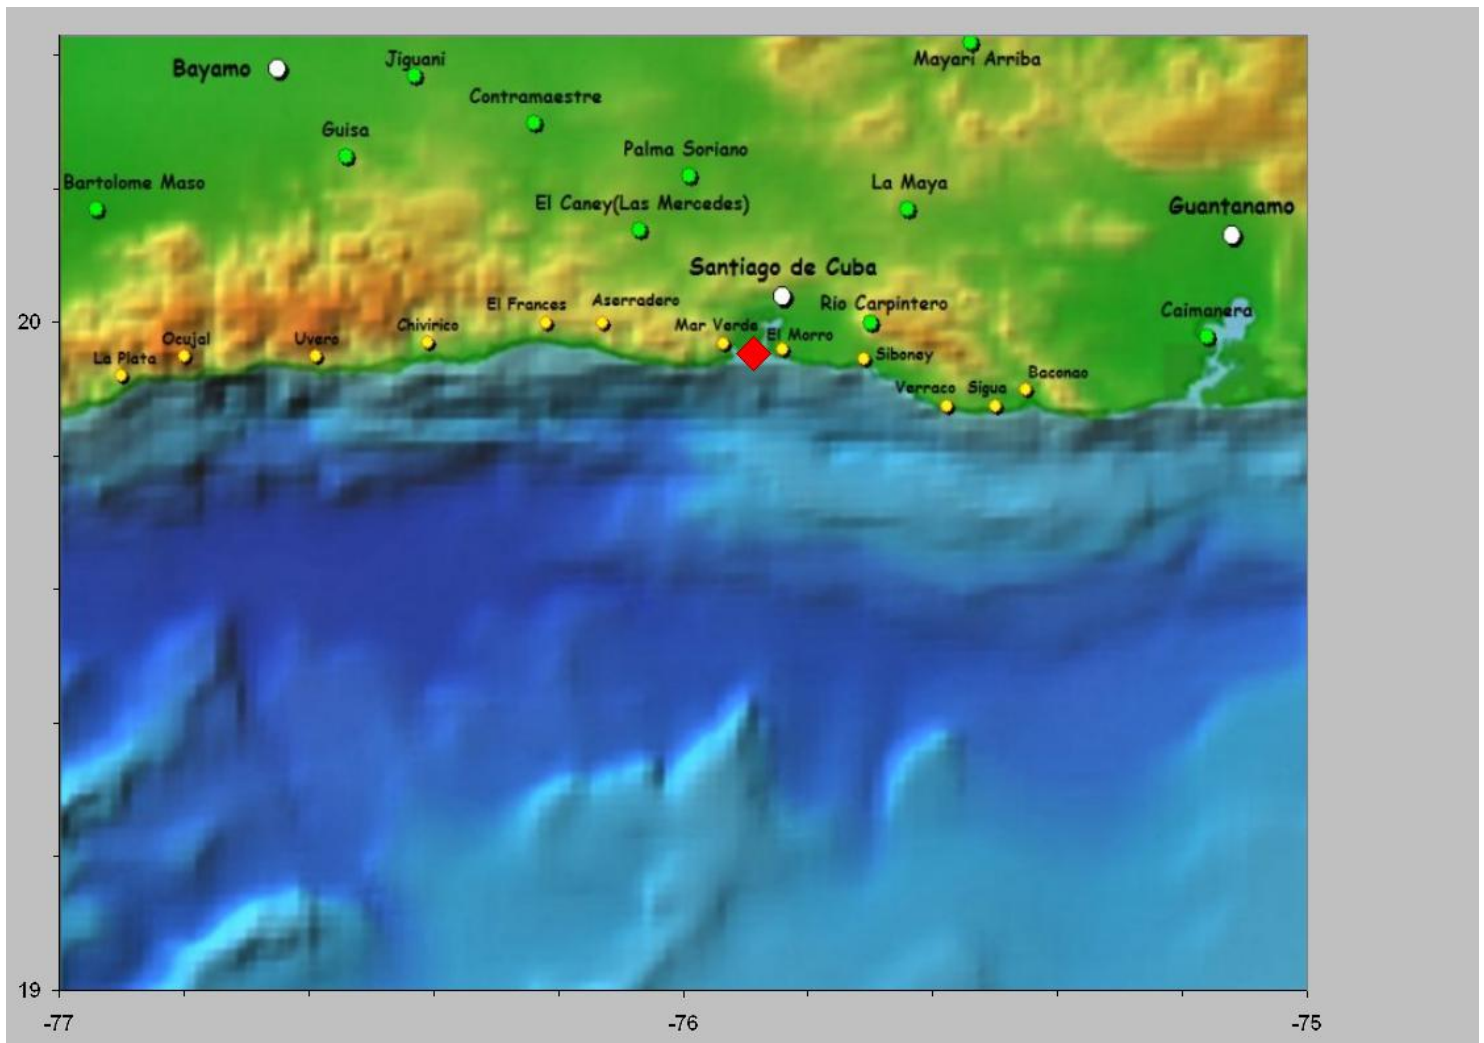 Mayari Arriba
Jiguani
Bayamo
Contramaestre
Guisa
Palma Soriano
Bartolome Maso
La Maya
El Caney(Las Mercedes)
Guantanamo
Santiago de Cuba
El Frances
Aserradero
Rio Carpintero
Caimanera
20
Chivirico
Mar Verde
El Morro
Ocujal
Uvero
La Plata
Siboney
Baconao
Verraco
Sigua
19
-77
-76
-75